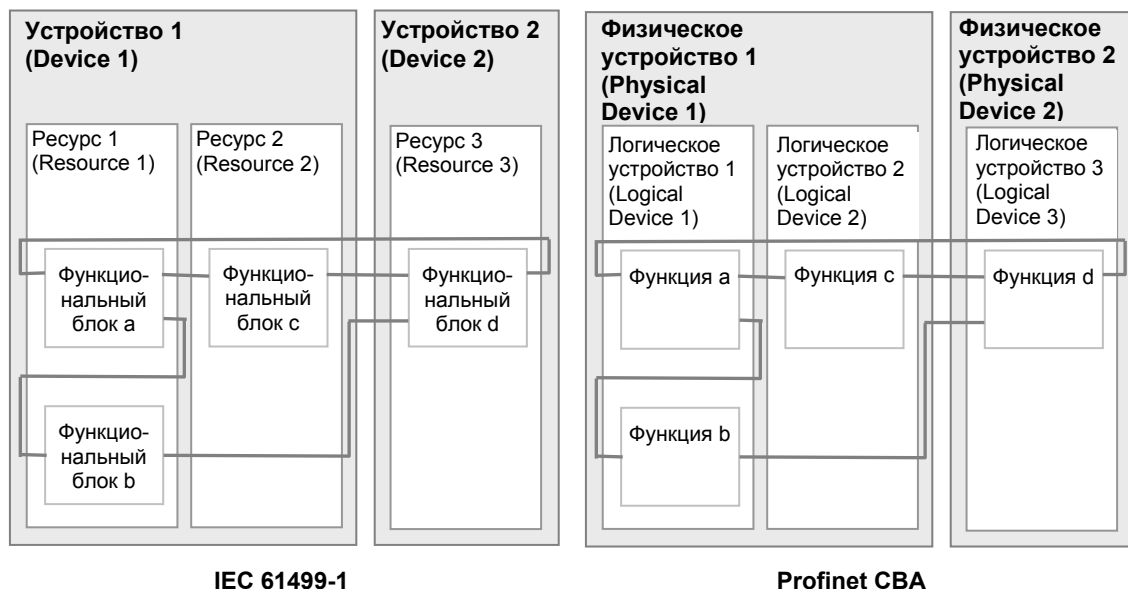 Устройство 1
(Device 1)
Устройство 2
(Device 2)
Ресурс 1
(Resource 1)
Ресурс 2
(Resource 2)
Ресурс 3
(Resource 3)
Функцио-
нальный
блок a
Функцио-
нальный
блок c
Функцио-
нальный
блок d
Функцио-
нальный
блок b
IEC 61499-1
Физическое
устройство 1
(Physical
Device 1)
Физическое
устройство 2
(Physical
Device 2)
Логическое
устройство 1
(Logical
Device 1)
Логическое
устройство 2
(Logical
Device 2)
Логическое
устройство 3
(Logical
Device 3)
Функция a
Функция c
Функция d
Функция b
Profinet CBA